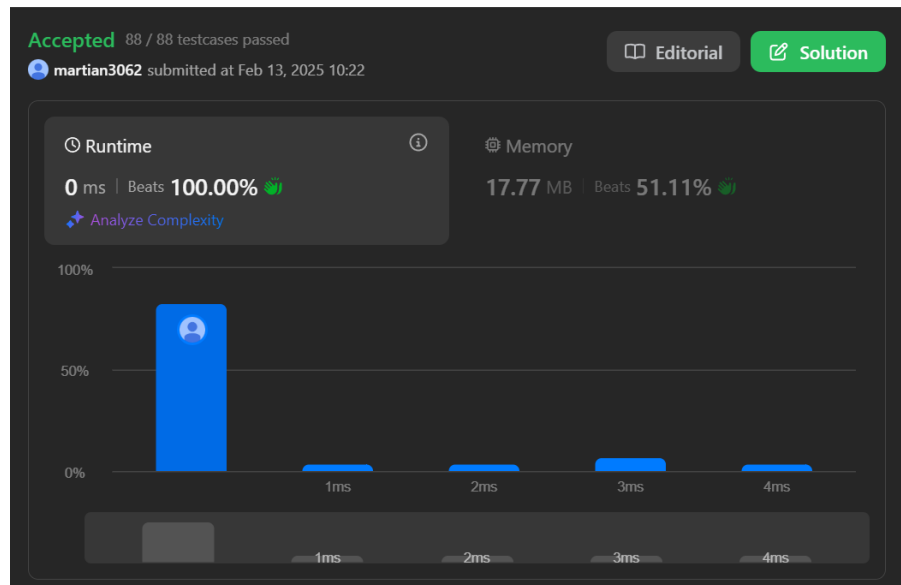 Accepted 88 / 88 testcases passed
Editorial
Solution
martian3062 submitted at Feb 13, 2025 10:22
Runtime
0 ms | Beats 100.00%
Analyze Complexity
Memory
17.77 MB | Beats 51.11%
100%
50%
0%
1ms 2ms 3ms 4ms
1ms 2ms 3ms 4ms